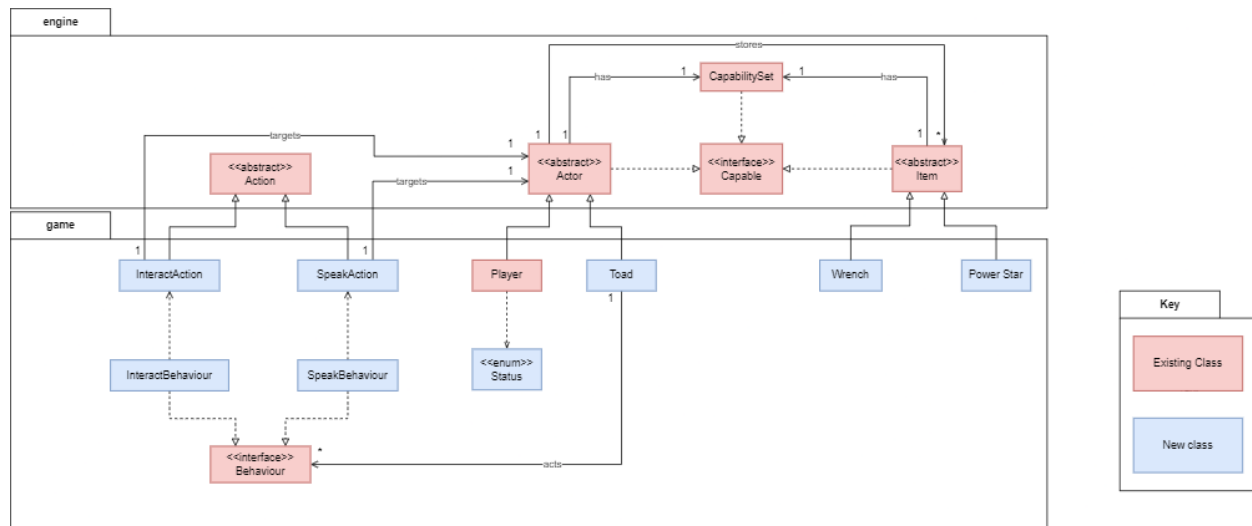 engine
stores
has
1
1
has
CapabilitySet
targets
1
1
1
1
*
1
<<abstract>>
Action
<<abstract>>
Actor
<<interface>>
Capable
<<abstract>>
Item
1
targets
game
1
1
InteractAction
SpeakAction
Player
Toad
Wrench
Power Star
1
Key
InteractBehaviour
SpeakBehaviour
<<enum>>
Status
Existing Class
New class
*
<<interface>>
Behaviour
acts